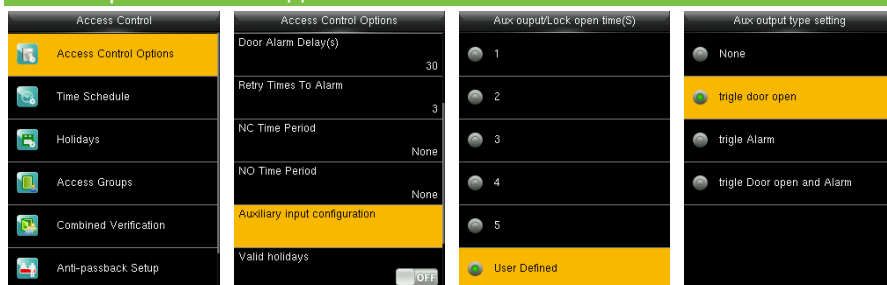 Access Control
Access Control Options
Time Schedule
Holidays
Access Groups
Combined Verification
Anti-passback Setup
Access Control Options
Door Alarm Delay(s)
30
Retry Times To Alarm
3
NC Time Period
None
NO Time Period
None
Auxiliary input configuration
Valid holidays
OFF
Aux ouput/Lock open time(S)
1
2
3
4
5
User Defined
Aux output type setting
None
trigle door open
trigle Alarm
trigle Door open and Alarm